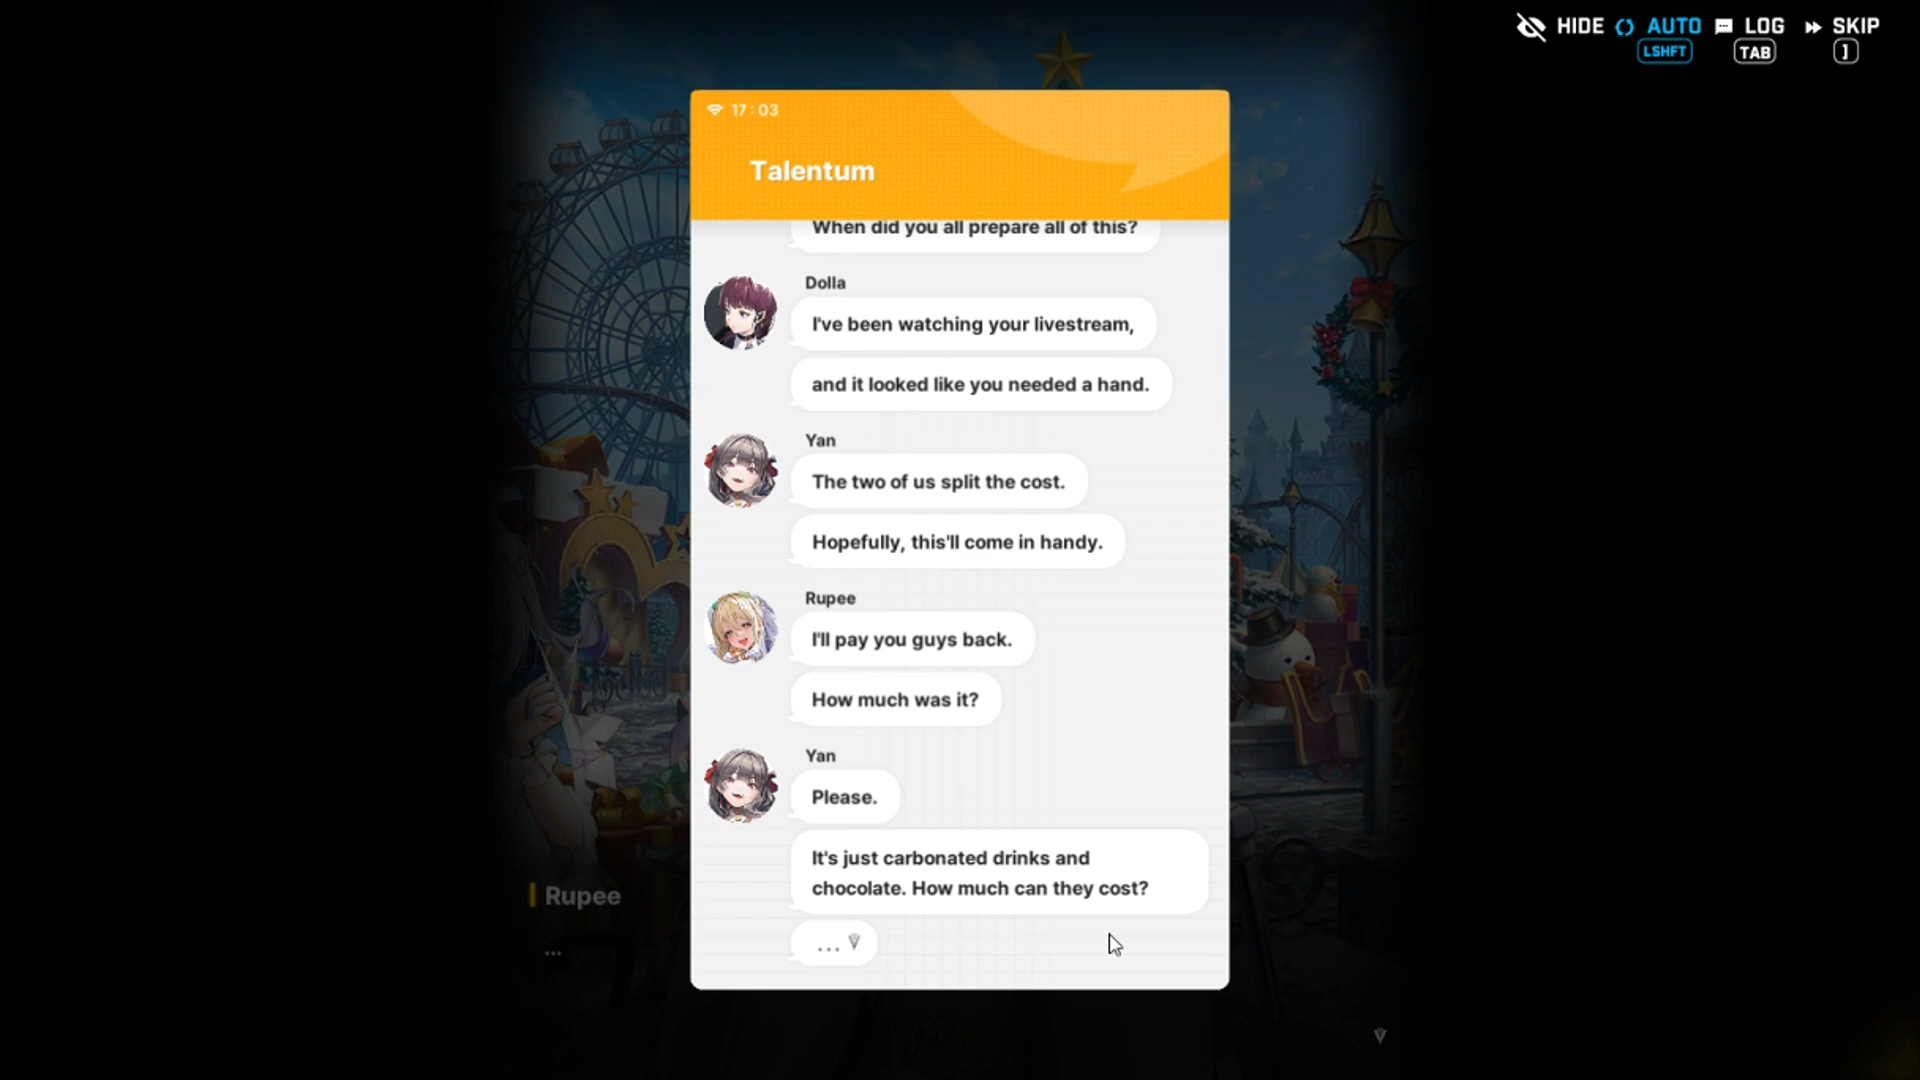 HIDE AUTO LOG SKIP
LSHFT TAB ]
17:03
Talentum
When did you all prepare all of this?
Dolla
I've been watching your livestream,
and it looked like you needed a hand.
Yan
The two of us split the cost.
Hopefully, this'll come in handy.
Rupee
I'll pay you guys back.
How much was it?
Yan
Please.
It's just carbonated drinks and
chocolate. How much can they cost?
...
Rupee
...